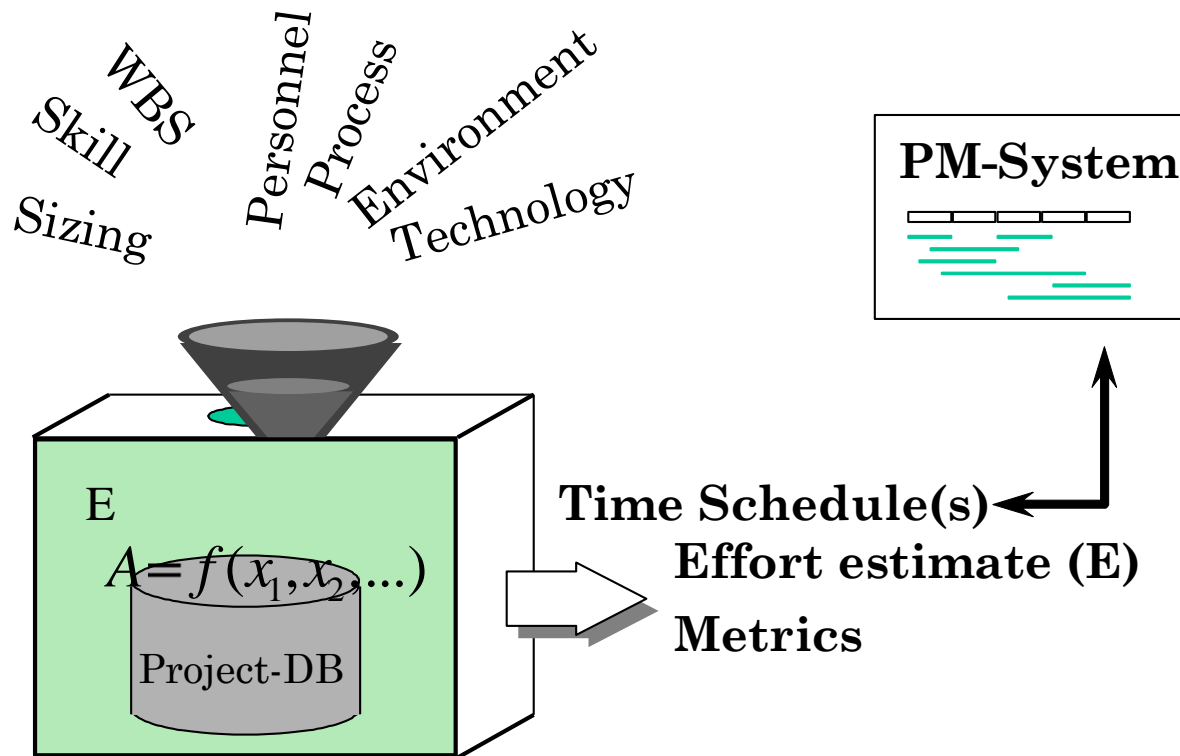 WBS
Skill
Sizing
Personnel
Process
Environment
Technology
PM-System
E
A= f(x1,x2,...)
Project-DB
Time Schedule(s)
Effort estimate (E)
Metrics